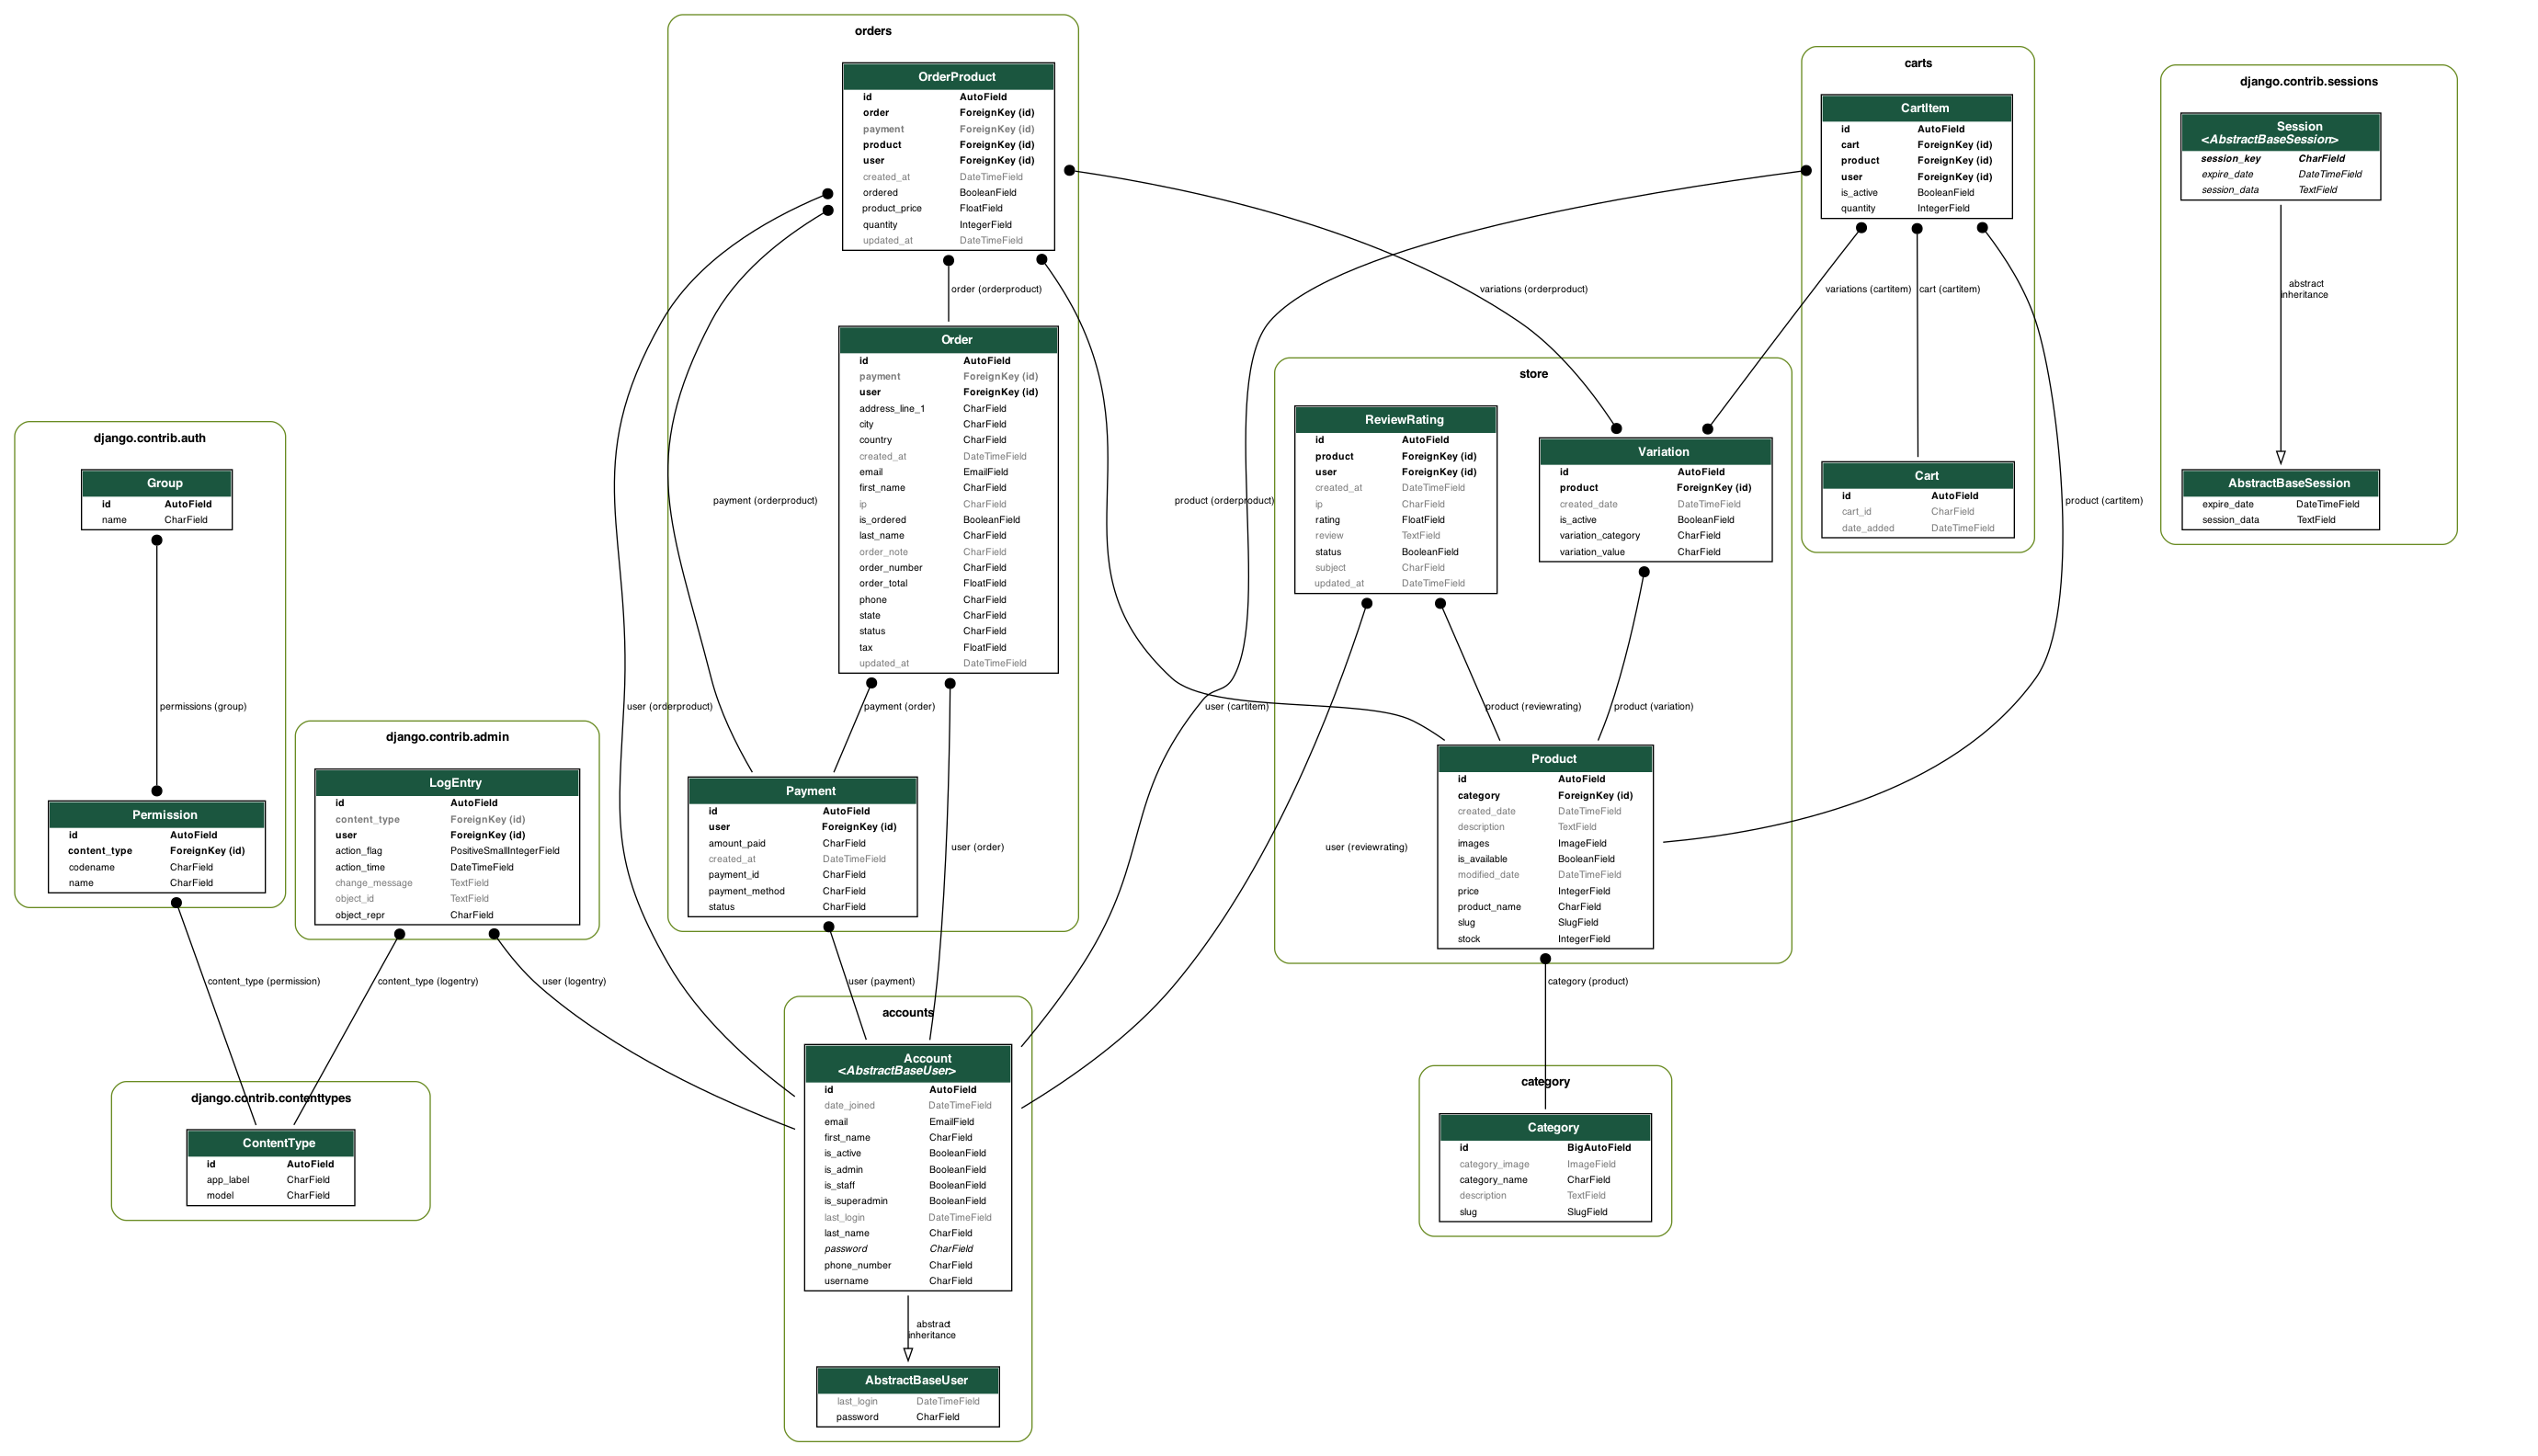 orders
OrderProduct
id AutoField
order ForeignKey (id)
payment ForeignKey (id)
product ForeignKey (id)
user ForeignKey (id)
created_at DateTimeField
ordered BooleanField
product_price FloatField
quantity IntegerField
updated_at DateTimeField
order (orderproduct)
Order
id AutoField
payment ForeignKey (id)
user ForeignKey (id)
address_line_1 CharField
city CharField
country CharField
created_at DateTimeField
email EmailField
first_name CharField
ip CharField
is_ordered BooleanField
last_name CharField
order_note CharField
order_number CharField
order_total FloatField
phone CharField
state CharField
status CharField
tax FloatField
updated_at DateTimeField
payment (orderproduct)
user (orderproduct)
payment (order)
Payment
id AutoField
user ForeignKey (id)
amount_paid CharField
created_at DateTimeField
payment_id CharField
payment_method CharField
status CharField
user (order)
carts
CartItem
id AutoField
cart ForeignKey (id)
product ForeignKey (id)
user ForeignKey (id)
is_active BooleanField
quantity IntegerField
variations (orderproduct)
variations (cartitem)
cart (cartitem)
Cart
id AutoField
cart_id CharField
date_added DateTimeField
product (orderproduct)
product (cartitem)
django.contrib.sessions
Session
<AbstractBaseSession>
session_key CharField
expire_date DateTimeField
session_data TextField
abstract
inheritance
AbstractBaseSession
expire_date DateTimeField
session_data TextField
store
ReviewRating
id AutoField
product ForeignKey (id)
user ForeignKey (id)
created_at DateTimeField
ip CharField
rating FloatField
review TextField
status BooleanField
subject CharField
updated_at DateTimeField
Variation
id AutoField
product ForeignKey (id)
created_date DateTimeField
is_active BooleanField
variation_category CharField
variation_value CharField
user (cartitem)
product (reviewrating)
product (variation)
Product
id AutoField
category ForeignKey (id)
created_date DateTimeField
description TextField
images ImageField
is_available BooleanField
modified_date DateTimeField
price IntegerField
product_name CharField
slug SlugField
stock IntegerField
user (reviewrating)
django.contrib.auth
Group
id AutoField
name CharField
permissions (group)
Permission
id AutoField
content_type ForeignKey (id)
codename CharField
name CharField
django.contrib.admin
LogEntry
id AutoField
content_type ForeignKey (id)
user ForeignKey (id)
action_flag PositiveSmallIntegerField
action_time DateTimeField
change_message TextField
object_id TextField
object_repr CharField
content_type (permission)
content_type (logentry)
user (logentry)
user (payment)
category (product)
django.contrib.contenttypes
ContentType
id AutoField
app_label CharField
model CharField
accounts
Account
<AbstractBaseUser>
id AutoField
date_joined DateTimeField
email EmailField
first_name CharField
is_active BooleanField
is_admin BooleanField
is_staff BooleanField
is_superadmin BooleanField
last_login DateTimeField
last_name CharField
password CharField
phone_number CharField
username CharField
abstract
inheritance
AbstractBaseUser
last_login DateTimeField
password CharField
category
Category
id BigAutoField
category_image ImageField
category_name CharField
description TextField
slug SlugField